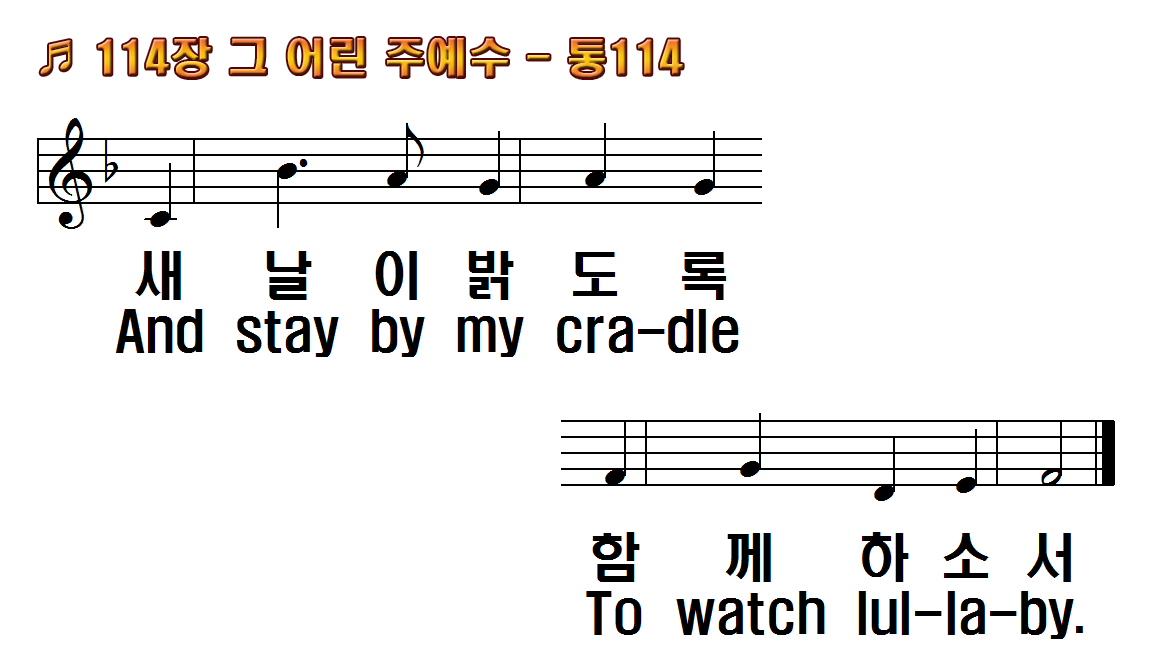 ♬ 114장 그 어린 주예수 - 통114
새 날 이 밝 도 록
And stay by my cra-dle
함 께 하 소 서
To watch lul-la-by.